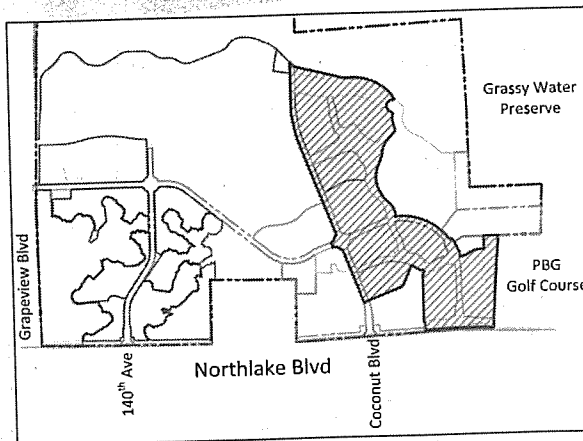 Grassy Water
Preserve
Grapeview Blvd
PBG
Golf Course
140th Ave
Northlake Blvd
Coconut Blvd